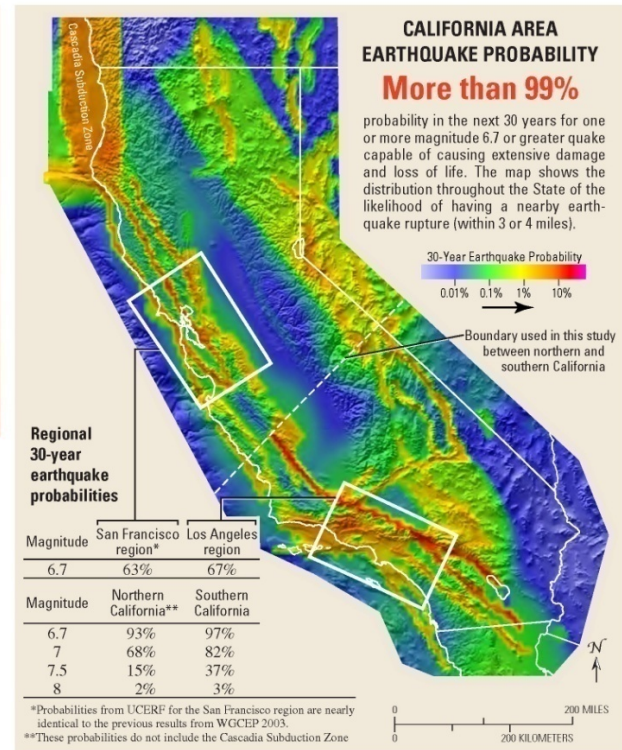 CALIFORNIA AREA
EARTHQUAKE PROBABILITY
More than 99%
probability in the next 30 years for one
or more magnitude 6.7 or greater quake
capable of causing extensive damage
and loss of life. The map shows the
distribution throughout the State of the
likelihood of having a nearby earth-
quake rupture (within 3 or 4 miles).
30-Year Earthquake Probability
0.01% 0.1% 1% 10%
Cascadia Subduction Zone
Boundary used in this study
between northern and
southern California
Regional
30-year
earthquake
probabilities
Magnitude San Francisco region* Los Angeles region
6.7 63% 67%
Magnitude Northern California** Southern California
6.7 93% 97%
7 68% 82%
7.5 15% 37%
8 2% 3%
*Probabilities from UCERF for the San Francisco region are nearly
identical to the previous results from WGCEP 2003.
**These probabilities do not include the Cascadia Subduction Zone
N
0 200 MILES
0 200 KILOMETERS